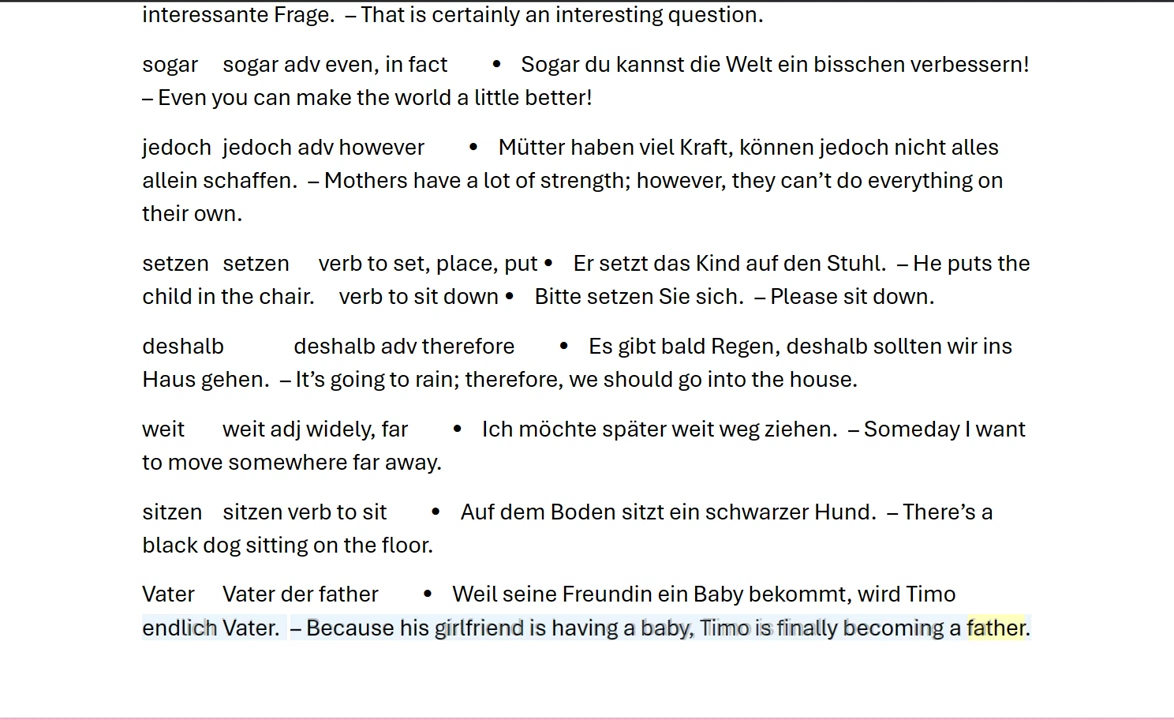 interessante Frage. – That is certainly an interesting question.
sogar sogar adv even, in fact • Sogar du kannst die Welt ein bisschen verbessern!
– Even you can make the world a little better!
jedoch jedoch adv however • Mütter haben viel Kraft, können jedoch nicht alles
allein schaffen. – Mothers have a lot of strength; however, they can’t do everything on
their own.
setzen setzen verb to set, place, put • Er setzt das Kind auf den Stuhl. – He puts the
child in the chair. verb to sit down • Bitte setzen Sie sich. – Please sit down.
deshalb deshalb adv therefore • Es gibt bald Regen, deshalb sollten wir ins
Haus gehen. – It’s going to rain; therefore, we should go into the house.
weit weit adj widely, far • Ich möchte später weit weg ziehen. – Someday I want
to move somewhere far away.
sitzen sitzen verb to sit • Auf dem Boden sitzt ein schwarzer Hund. – There’s a
black dog sitting on the floor.
Vater Vater der father • Weil seine Freundin ein Baby bekommt, wird Timo
endlich Vater. – Because his girlfriend is having a baby, Timo is finally becoming a father.